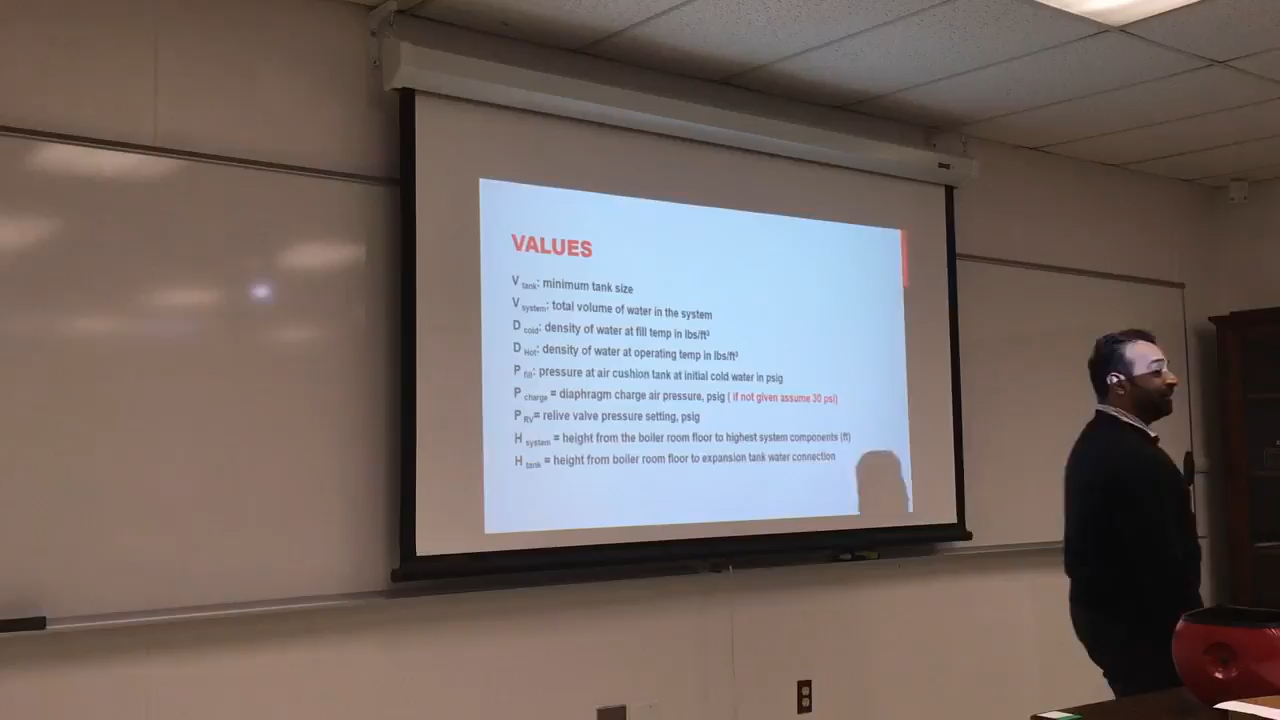 VALUES
V tank: minimum tank size
V system: total volume of water in the system
D cold: density of water at fill temp in lbs/ft³
D Hot: density of water at operating temp in lbs/ft³
P fill: pressure at air cushion tank at initial cold water in psig
P charge = diaphragm charge air pressure, psig ( if not given assume 30 psi)
P RV= relive valve pressure setting, psig
H system = height from the boiler room floor to highest system components (ft)
H tank = height from boiler room floor to expansion tank water connection